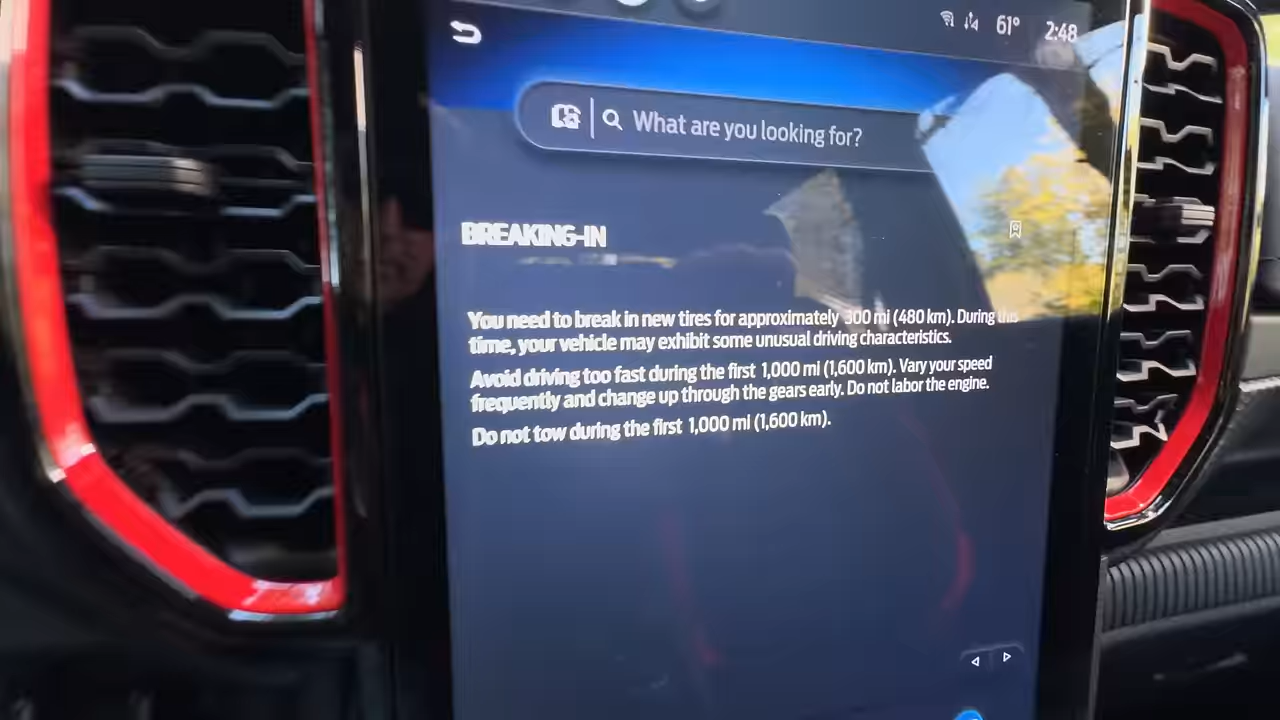 61° 2:48
What are you looking for?
BREAKING-IN
You need to break in new tires for approximately 300 mi (480 km). During this
time, your vehicle may exhibit some unusual driving characteristics.
Avoid driving too fast during the first 1,000 mi (1,600 km). Vary your speed
frequently and change up through the gears early. Do not labor the engine.
Do not tow during the first 1,000 mi (1,600 km).